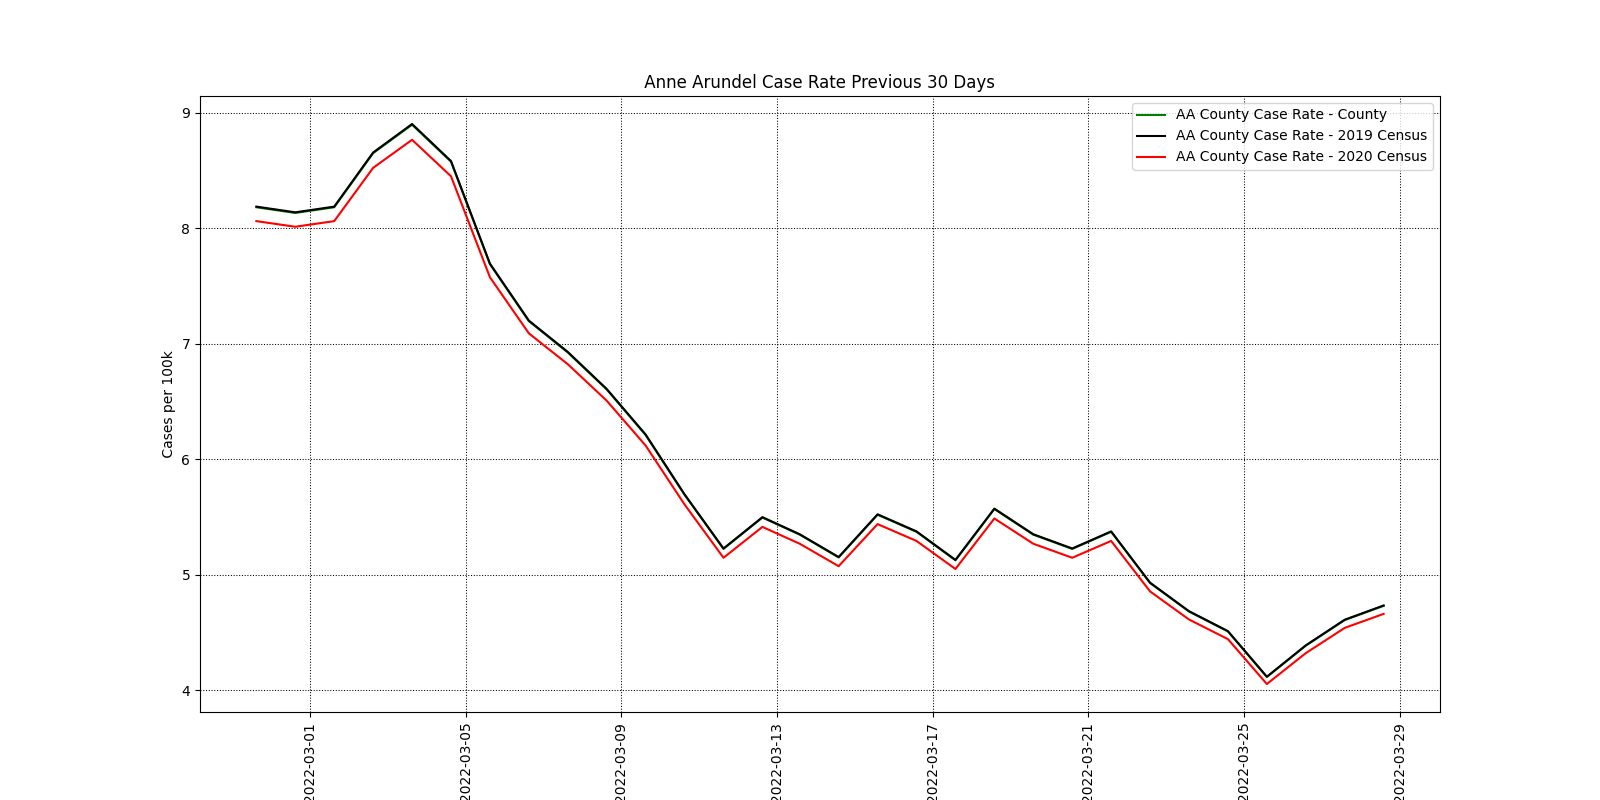 Anne Arundel Case Rate Previous 30 Days
AA County Case Rate - County
AA County Case Rate - 2019 Census
AA County Case Rate - 2020 Census
Cases per 100k
9
8
7
6
5
4
2022-03-01
2022-03-05
2022-03-09
2022-03-13
2022-03-17
2022-03-21
2022-03-25
2022-03-29